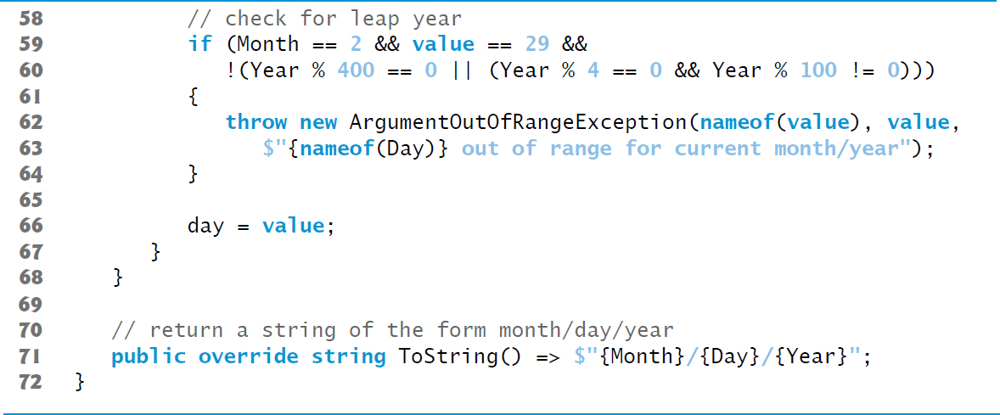 58 // check for leap year
59 if (Month == 2 && value == 29 &&
60 !(Year % 400 == 0 || (Year % 4 == 0 && Year % 100 != 0)))
61 {
62 throw new ArgumentOutOfRangeException(nameof(value), value,
63 $"{nameof(Day)} out of range for current month/year");
64 }
65
66 day = value;
67 }
68 }
69
70 // return a string of the form month/day/year
71 public override string ToString() => $"{Month}/{Day}/{Year}";
72 }